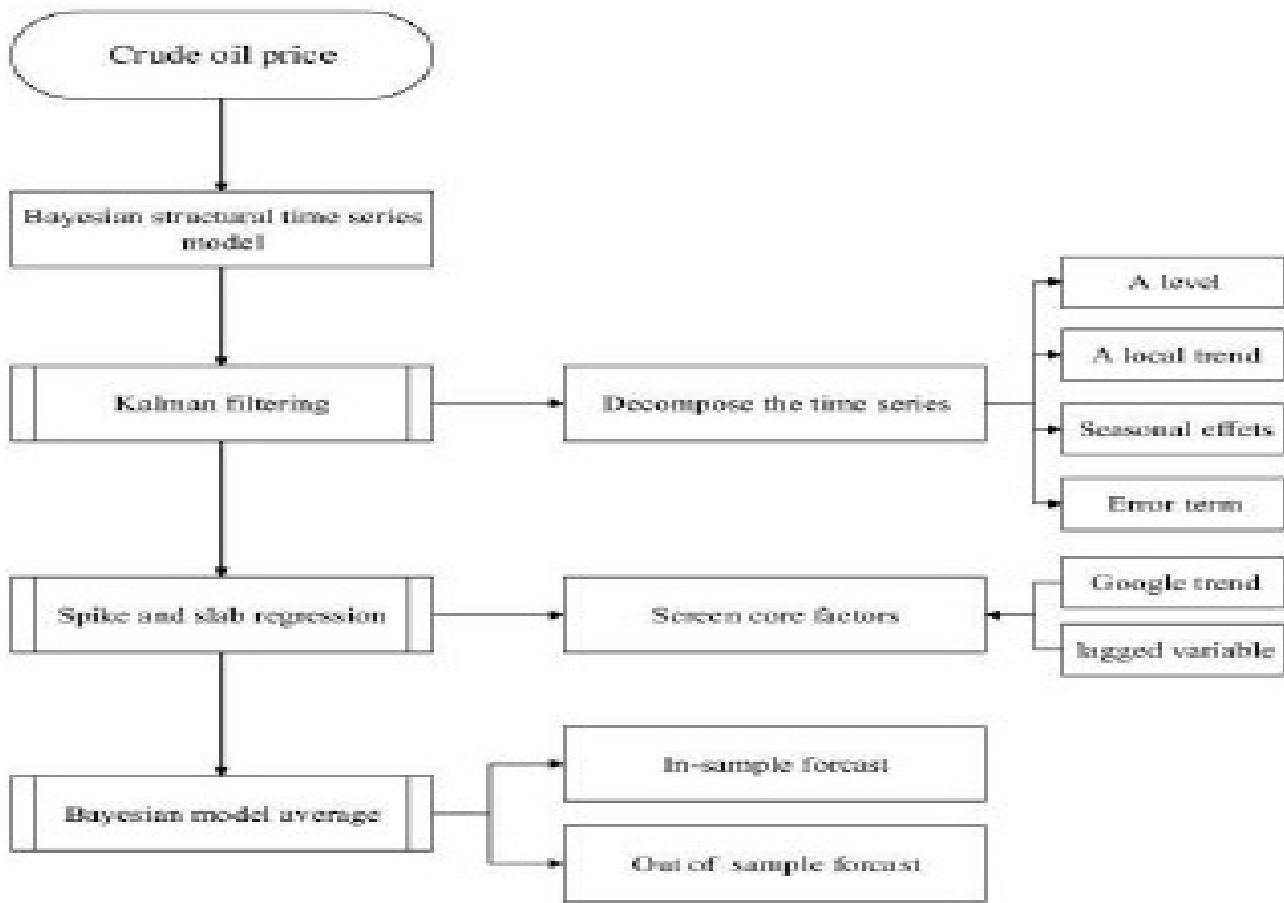 Crude oil price
Bayesian structural time series
model
Kalman filtering
Decompose the time series
A level
A local trend
Seasonal effets
Error term
Spike and slab regression
Screen core factors
Google trend
lagged variable
Bayesian model average
In-sample forcast
Out of sample forcast